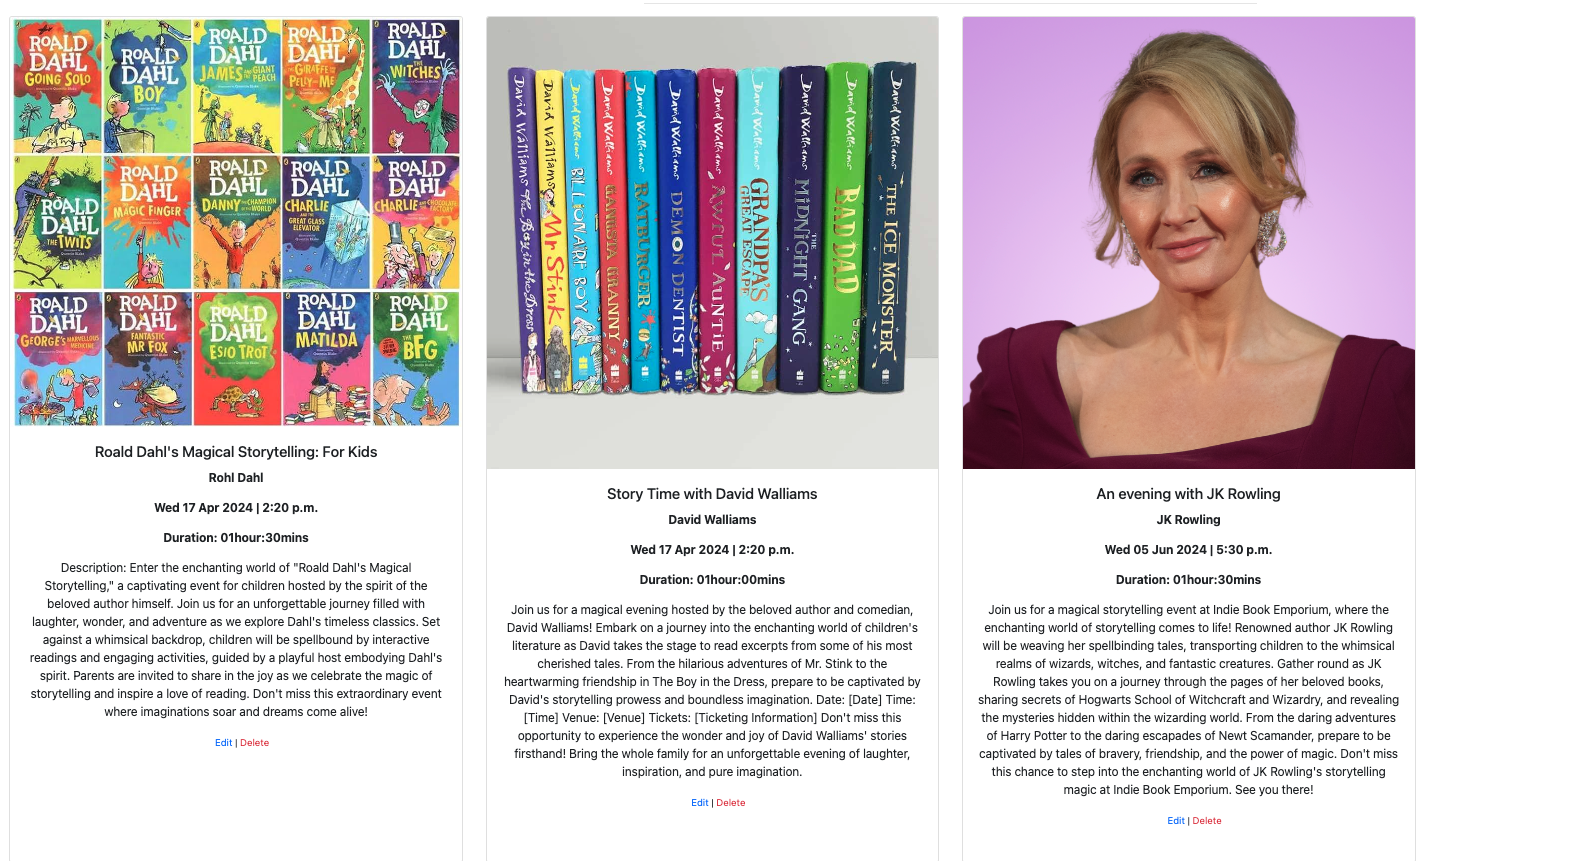 ROALD DAHL GOING SOLO
ROALD DAHL BOY
ROALD DAHL JAMES AND THE GIANT PEACH
ROALD DAHL THE GIRAFFE AND THE PELLY AND ME
ROALD DAHL THE WITCHES
ROALD DAHL THE TWITS
ROALD DAHL THE MAGIC FINGER
ROALD DAHL DANNY THE CHAMPION OF THE WORLD
ROALD DAHL CHARLIE AND THE GREAT GLASS ELEVATOR
ROALD DAHL CHARLIE AND THE CHOCOLATE FACTORY
ROALD DAHL GEORGE'S MARVELLOUS MEDICINE
ROALD DAHL FANTASTIC MR FOX
ROALD DAHL ESIO TROT
ROALD DAHL MATILDA
ROALD DAHL THE BFG
Roald Dahl's Magical Storytelling: For Kids
Rohl Dahl
Wed 17 Apr 2024 | 2:20 p.m.
Duration: 01hour:30mins
Description: Enter the enchanting world of "Roald Dahl's Magical
Storytelling," a captivating event for children hosted by the spirit of the
beloved author himself. Join us for an unforgettable journey filled with
laughter, wonder, and adventure as we explore Dahl's timeless classics. Set
against a whimsical backdrop, children will be spellbound by interactive
readings and engaging activities, guided by a playful host embodying Dahl's
spirit. Parents are invited to share in the joy as we celebrate the magic of
storytelling and inspire a love of reading. Don't miss this extraordinary event
where imaginations soar and dreams come alive!
Edit | Delete
David Walliams The Boy in the Dress
David Walliams Mr Stink
David Walliams BILLIONAIRE BOY
David Walliams GANGSTA GRANNY
David Walliams RATBURGER
David Walliams DEMON DENTIST
David Walliams AWFUL AUNTIE
David Walliams GRANDPA'S GREAT ESCAPE
David Walliams THE MIDNIGHT GANG
David Walliams BAD DAD
David Walliams THE ICE MONSTER
Story Time with David Walliams
David Walliams
Wed 17 Apr 2024 | 2:20 p.m.
Duration: 01hour:00mins
Join us for a magical evening hosted by the beloved author and comedian,
David Walliams! Embark on a journey into the enchanting world of children's
literature as David takes the stage to read excerpts from some of his most
cherished tales. From the hilarious adventures of Mr. Stink to the
heartwarming friendship in The Boy in the Dress, prepare to be captivated by
David's storytelling prowess and boundless imagination. Date: [Date] Time:
[Time] Venue: [Venue] Tickets: [Ticketing Information] Don't miss this
opportunity to experience the wonder and joy of David Walliams' stories
firsthand! Bring the whole family for an unforgettable evening of laughter,
inspiration, and pure imagination.
Edit | Delete
An evening with JK Rowling
JK Rowling
Wed 05 Jun 2024 | 5:30 p.m.
Duration: 01hour:30mins
Join us for a magical storytelling event at Indie Book Emporium, where the
enchanting world of storytelling comes to life! Renowned author JK Rowling
will be weaving her spellbinding tales, transporting children to the whimsical
realms of wizards, witches, and fantastic creatures. Gather round as JK
Rowling takes you on a journey through the pages of her beloved books,
sharing secrets of Hogwarts School of Witchcraft and Wizardry, and revealing
the mysteries hidden within the wizarding world. From the daring adventures
of Harry Potter to the daring escapades of Newt Scamander, prepare to be
captivated by tales of bravery, friendship, and the power of magic. Don't miss
this chance to step into the enchanting world of JK Rowling's storytelling
magic at Indie Book Emporium. See you there!
Edit | Delete